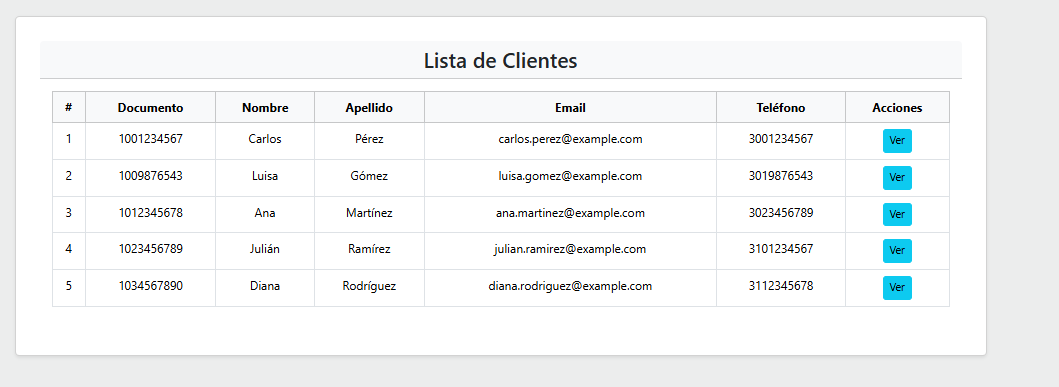 Lista de Clientes
# Documento Nombre Apellido Email Teléfono Acciones
1 1001234567 Carlos Pérez carlos.perez@example.com 3001234567 Ver
2 1009876543 Luisa Gómez luisa.gomez@example.com 3019876543 Ver
3 1012345678 Ana Martínez ana.martinez@example.com 3023456789 Ver
4 1023456789 Julián Ramírez julian.ramirez@example.com 3101234567 Ver
5 1034567890 Diana Rodríguez diana.rodriguez@example.com 3112345678 Ver